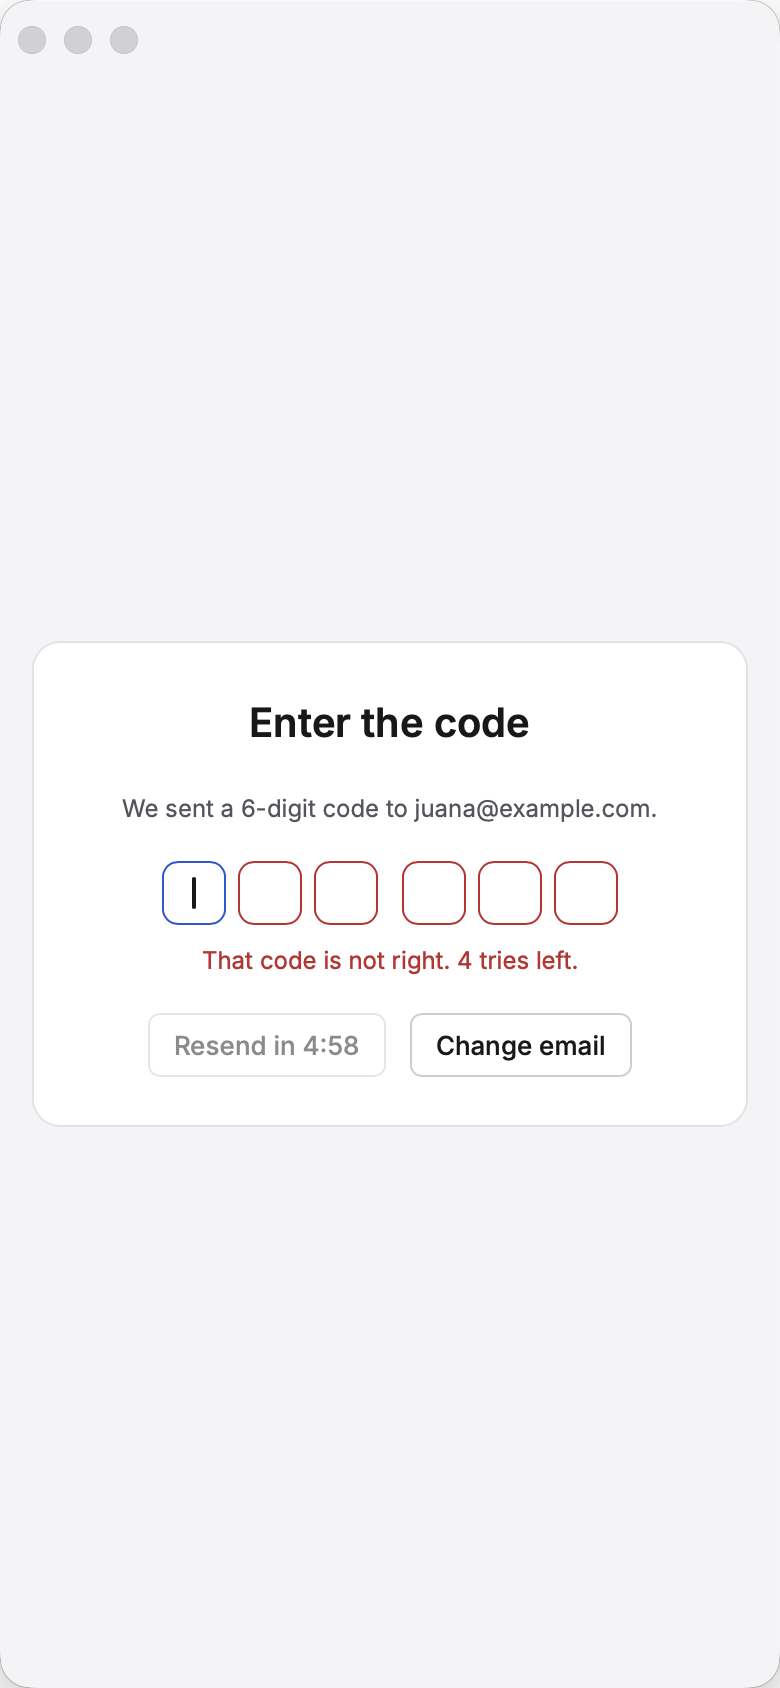 Enter the code
We sent a 6-digit code to juana@example.com.
That code is not right. 4 tries left.
Resend in 4:58
Change email